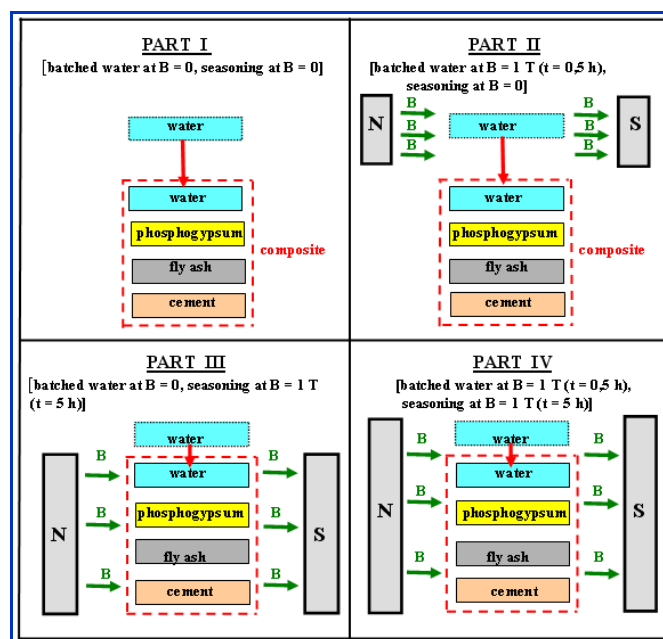 PART I
[batched water at B = 0, seasoning at B = 0]
water
water
phosphogypsum
fly ash
cement
composite
PART II
[batched water at B = 1 T (t = 0,5 h),
seasoning at B = 0]
N
B
B
B
water
B
B
B
S
water
phosphogypsum
fly ash
cement
composite
PART III
[batched water at B = 0, seasoning at B = 1 T
(t = 5 h)]
N
B
B
B
water
water
phosphogypsum
fly ash
cement
B
B
B
S
PART IV
[batched water at B = 1 T (t = 0,5 h),
seasoning at B = 1 T (t = 5 h)]
N
B
B
B
water
water
phosphogypsum
fly ash
cement
B
B
B
S